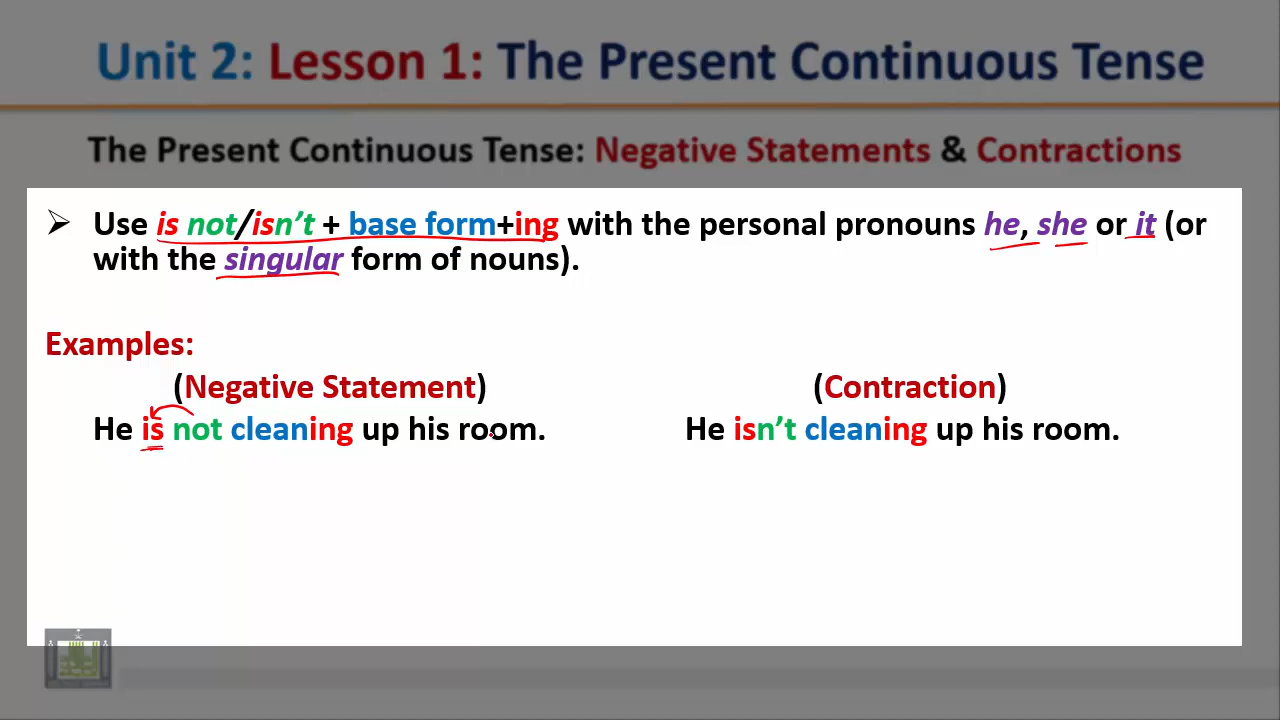 Unit 2: Lesson 1: The Present Continuous Tense
The Present Continuous Tense: Negative Statements & Contractions
➢ Use is not/isn't + base form+ing with the personal pronouns he, she or it (or
with the singular form of nouns).
Examples:
(Negative Statement) (Contraction)
He is not cleaning up his room. He isn't cleaning up his room.